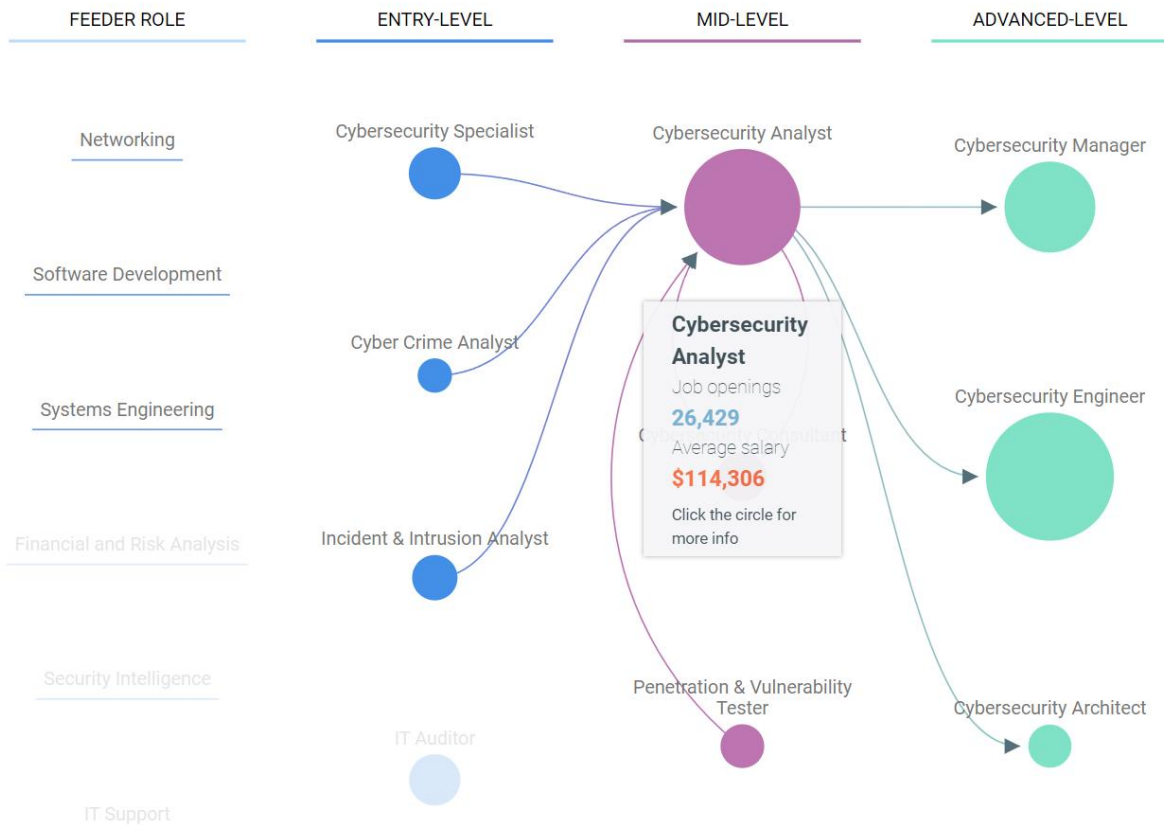 FEEDER ROLE
ENTRY-LEVEL
MID-LEVEL
ADVANCED-LEVEL
Networking
Cybersecurity Specialist
Cybersecurity Analyst
Cybersecurity Manager
Software Development
Cyber Crime Analyst
Cybersecurity
Analyst
Job openings
26,429
Cybersecurity Consultant
Average salary
$114,306
Click the circle for
more info
Cybersecurity Engineer
Systems Engineering
Financial and Risk Analysis
Incident & Intrusion Analyst
Security Intelligence
Penetration & Vulnerability
Tester
Cybersecurity Architect
IT Auditor
IT Support